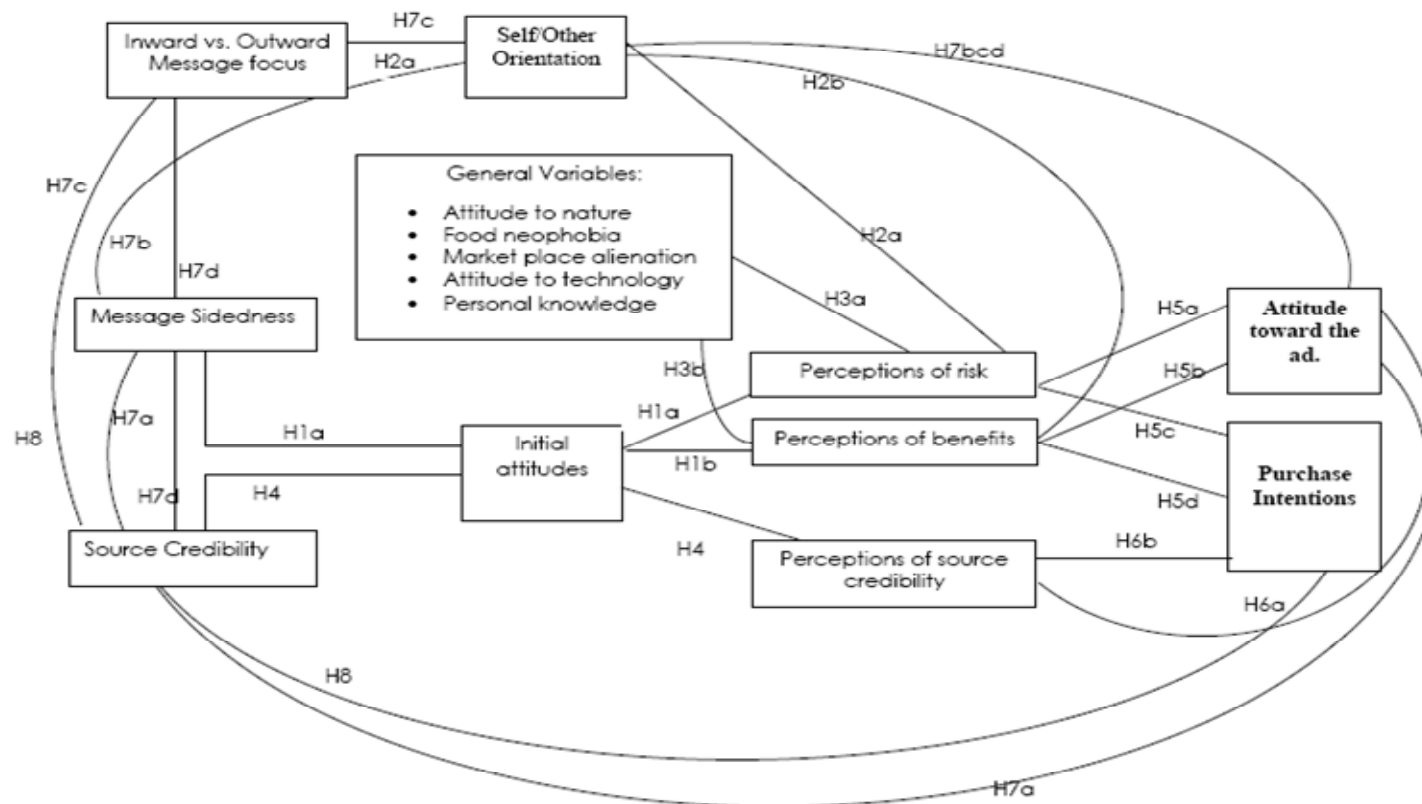 H7c
Inward vs. Outward
Message focus
Self/Other
Orientation
H2a
H7bcd
H2b
General Variables:
• Attitude to nature
• Food neophobia
• Market place alienation
• Attitude to technology
• Personal knowledge
H7c
H7b
H7d
H2a
H3a
Message Sidedness
H5a
Attitude
toward the
ad.
H3b
Perceptions of risk
H5b
H7a
H1a
H8
H1a
Initial
attitudes
H1b
Perceptions of benefits
H5c
Purchase
Intentions
H7d
H4
H5d
Source Credibility
H4
Perceptions of source
credibility
H6b
H6a
H8
H7a